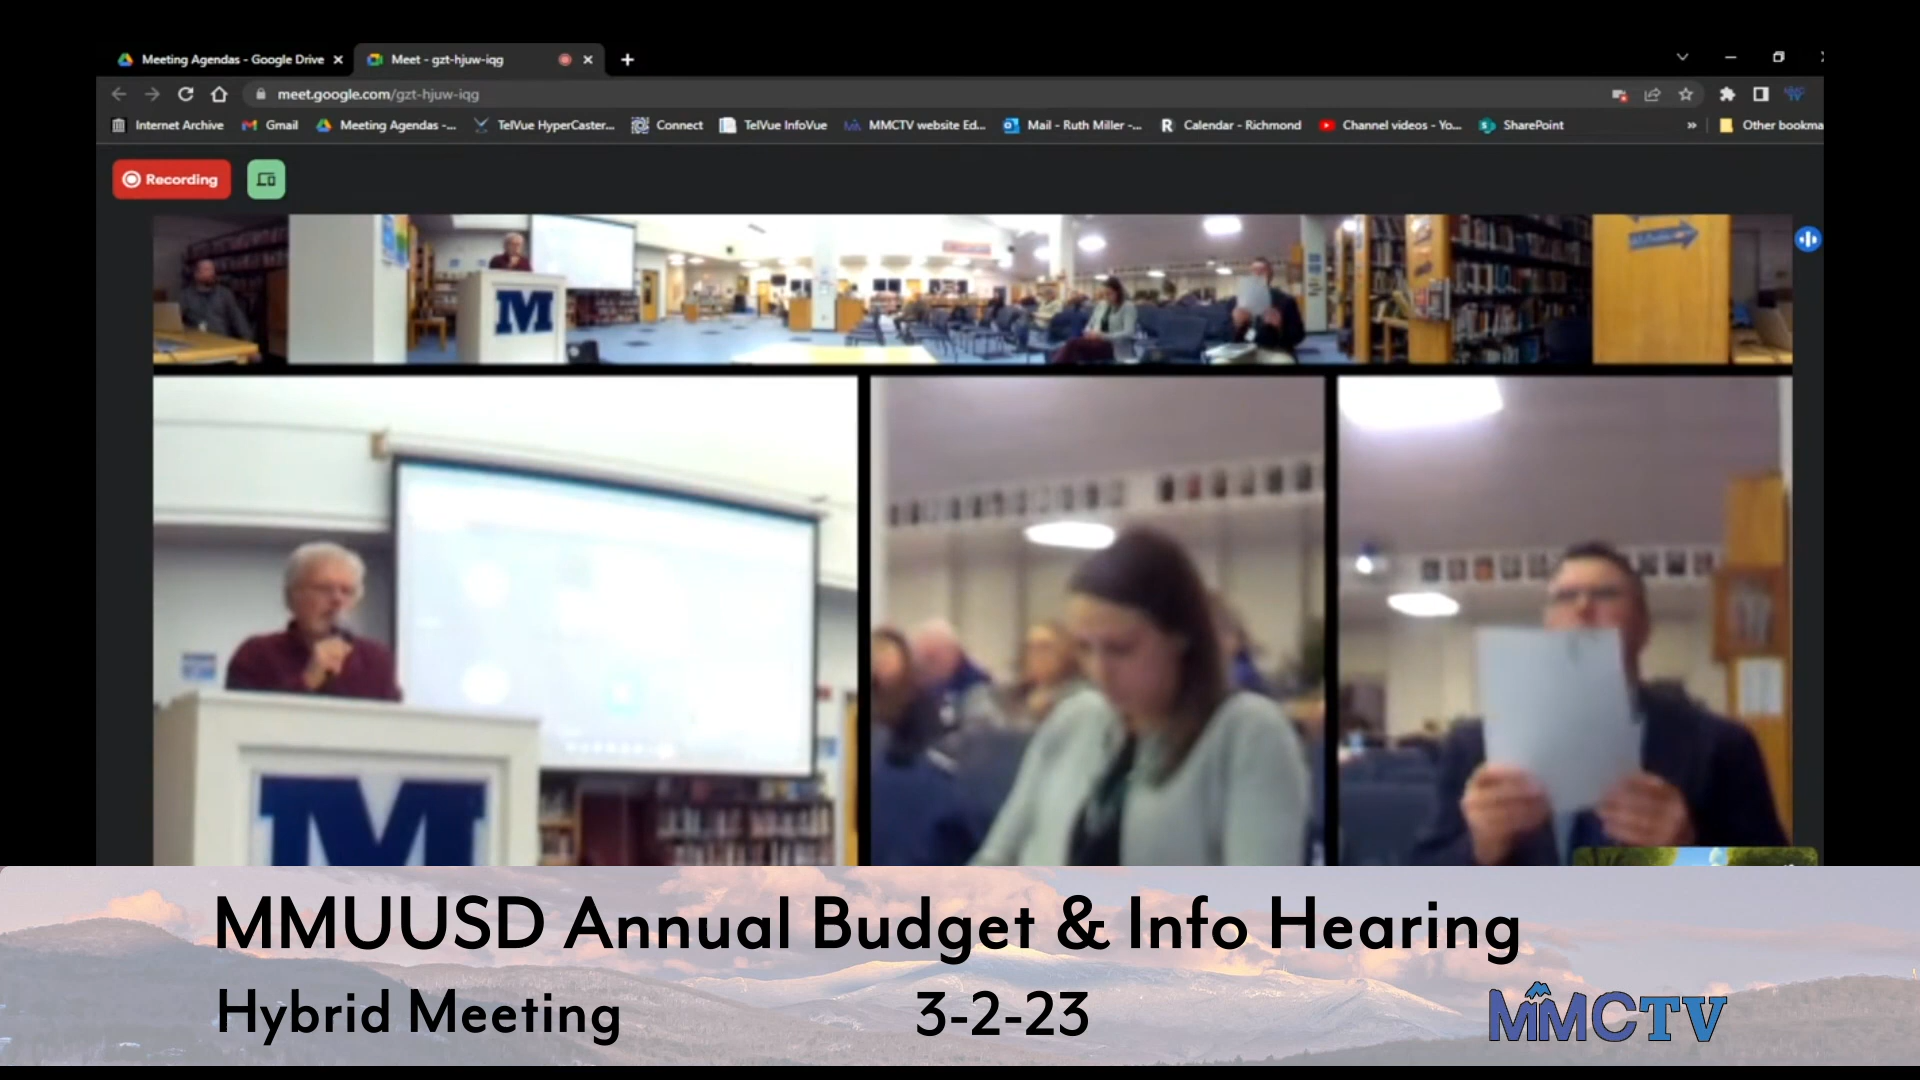 Meeting Agendas - Google Drive
Meet - gzt-hjuw-iqg
meet.google.com/gzt-hjuw-iqg
Internet Archive
Gmail
Meeting Agendas -...
TelVue HyperCaster...
Connect
TelVue InfoVue
MMCTV website Ed...
Mail - Ruth Miller -...
Calendar - Richmond
Channel videos - Yo...
SharePoint
»
Other bookma
Recording
M
M
MMUUSD Annual Budget & Info Hearing
Hybrid Meeting
3-2-23
MMCTV